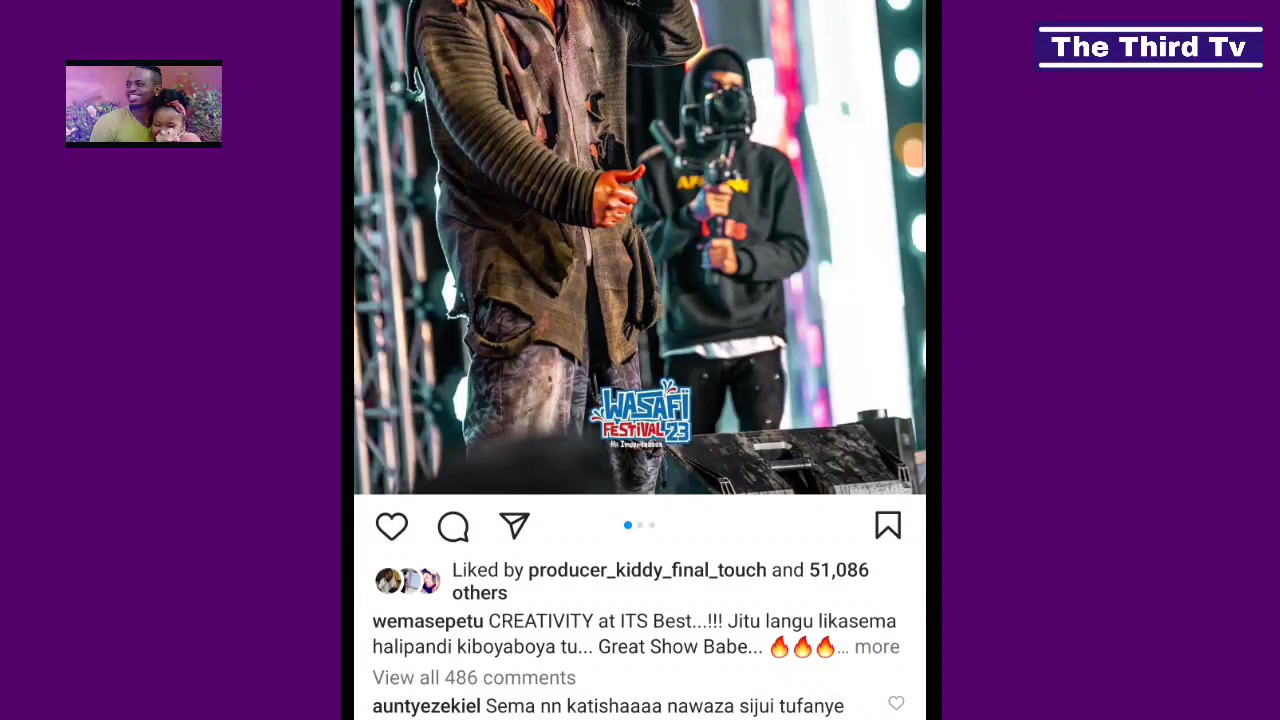 The Third Tv
WASAFI
FESTIVAL 23
Liked by producer_kiddy_final_touch and 51,086
others
wemasepetu CREATIVITY at ITS Best...!!! Jitu langu likasema
halipandi kiboyaboya tu... Great Show Babe... 🔥🔥🔥… more
View all 486 comments
auntyezekiel Sema nn katishaaaa nawaza sijui tufanye